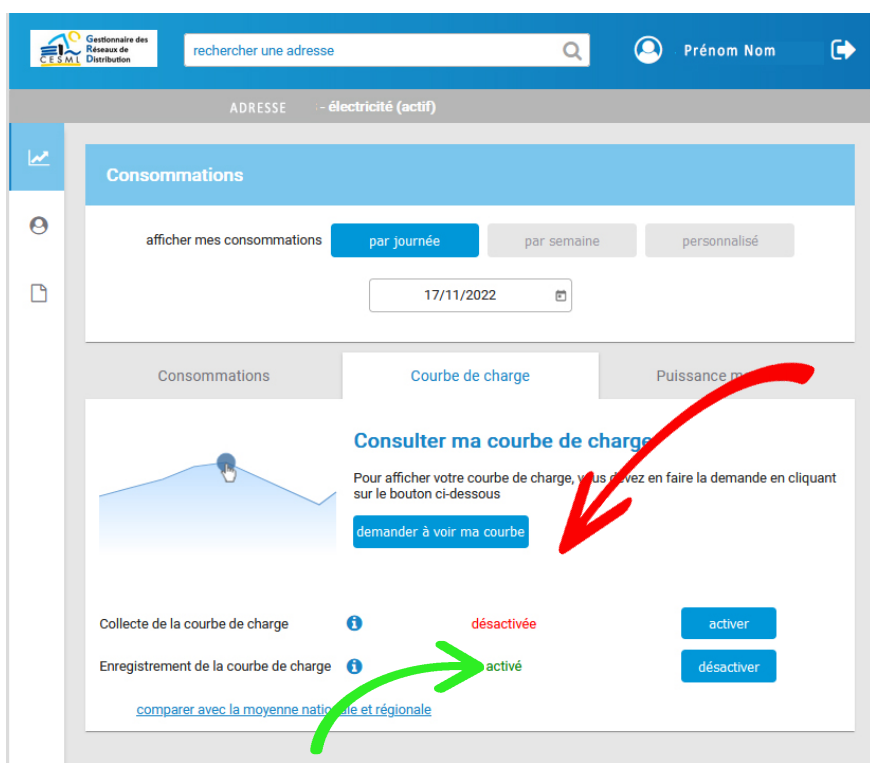 Gestionnaire des
Réseaux de
Distribution
CESML
rechercher une adresse
Prénom Nom
ADRESSE - électricité (actif)
Consommations
afficher mes consommations par journée par semaine personnalisé
17/11/2022
Consommations Courbe de charge Puissance
Consulter ma courbe de charge
Pour afficher votre courbe de charge, vous devez en faire la demande en cliquant
sur le bouton ci-dessous
demander à voir ma courbe
Collecte de la courbe de charge désactivée activer
Enregistrement de la courbe de charge activé désactiver
comparer avec la moyenne nationale et régionale